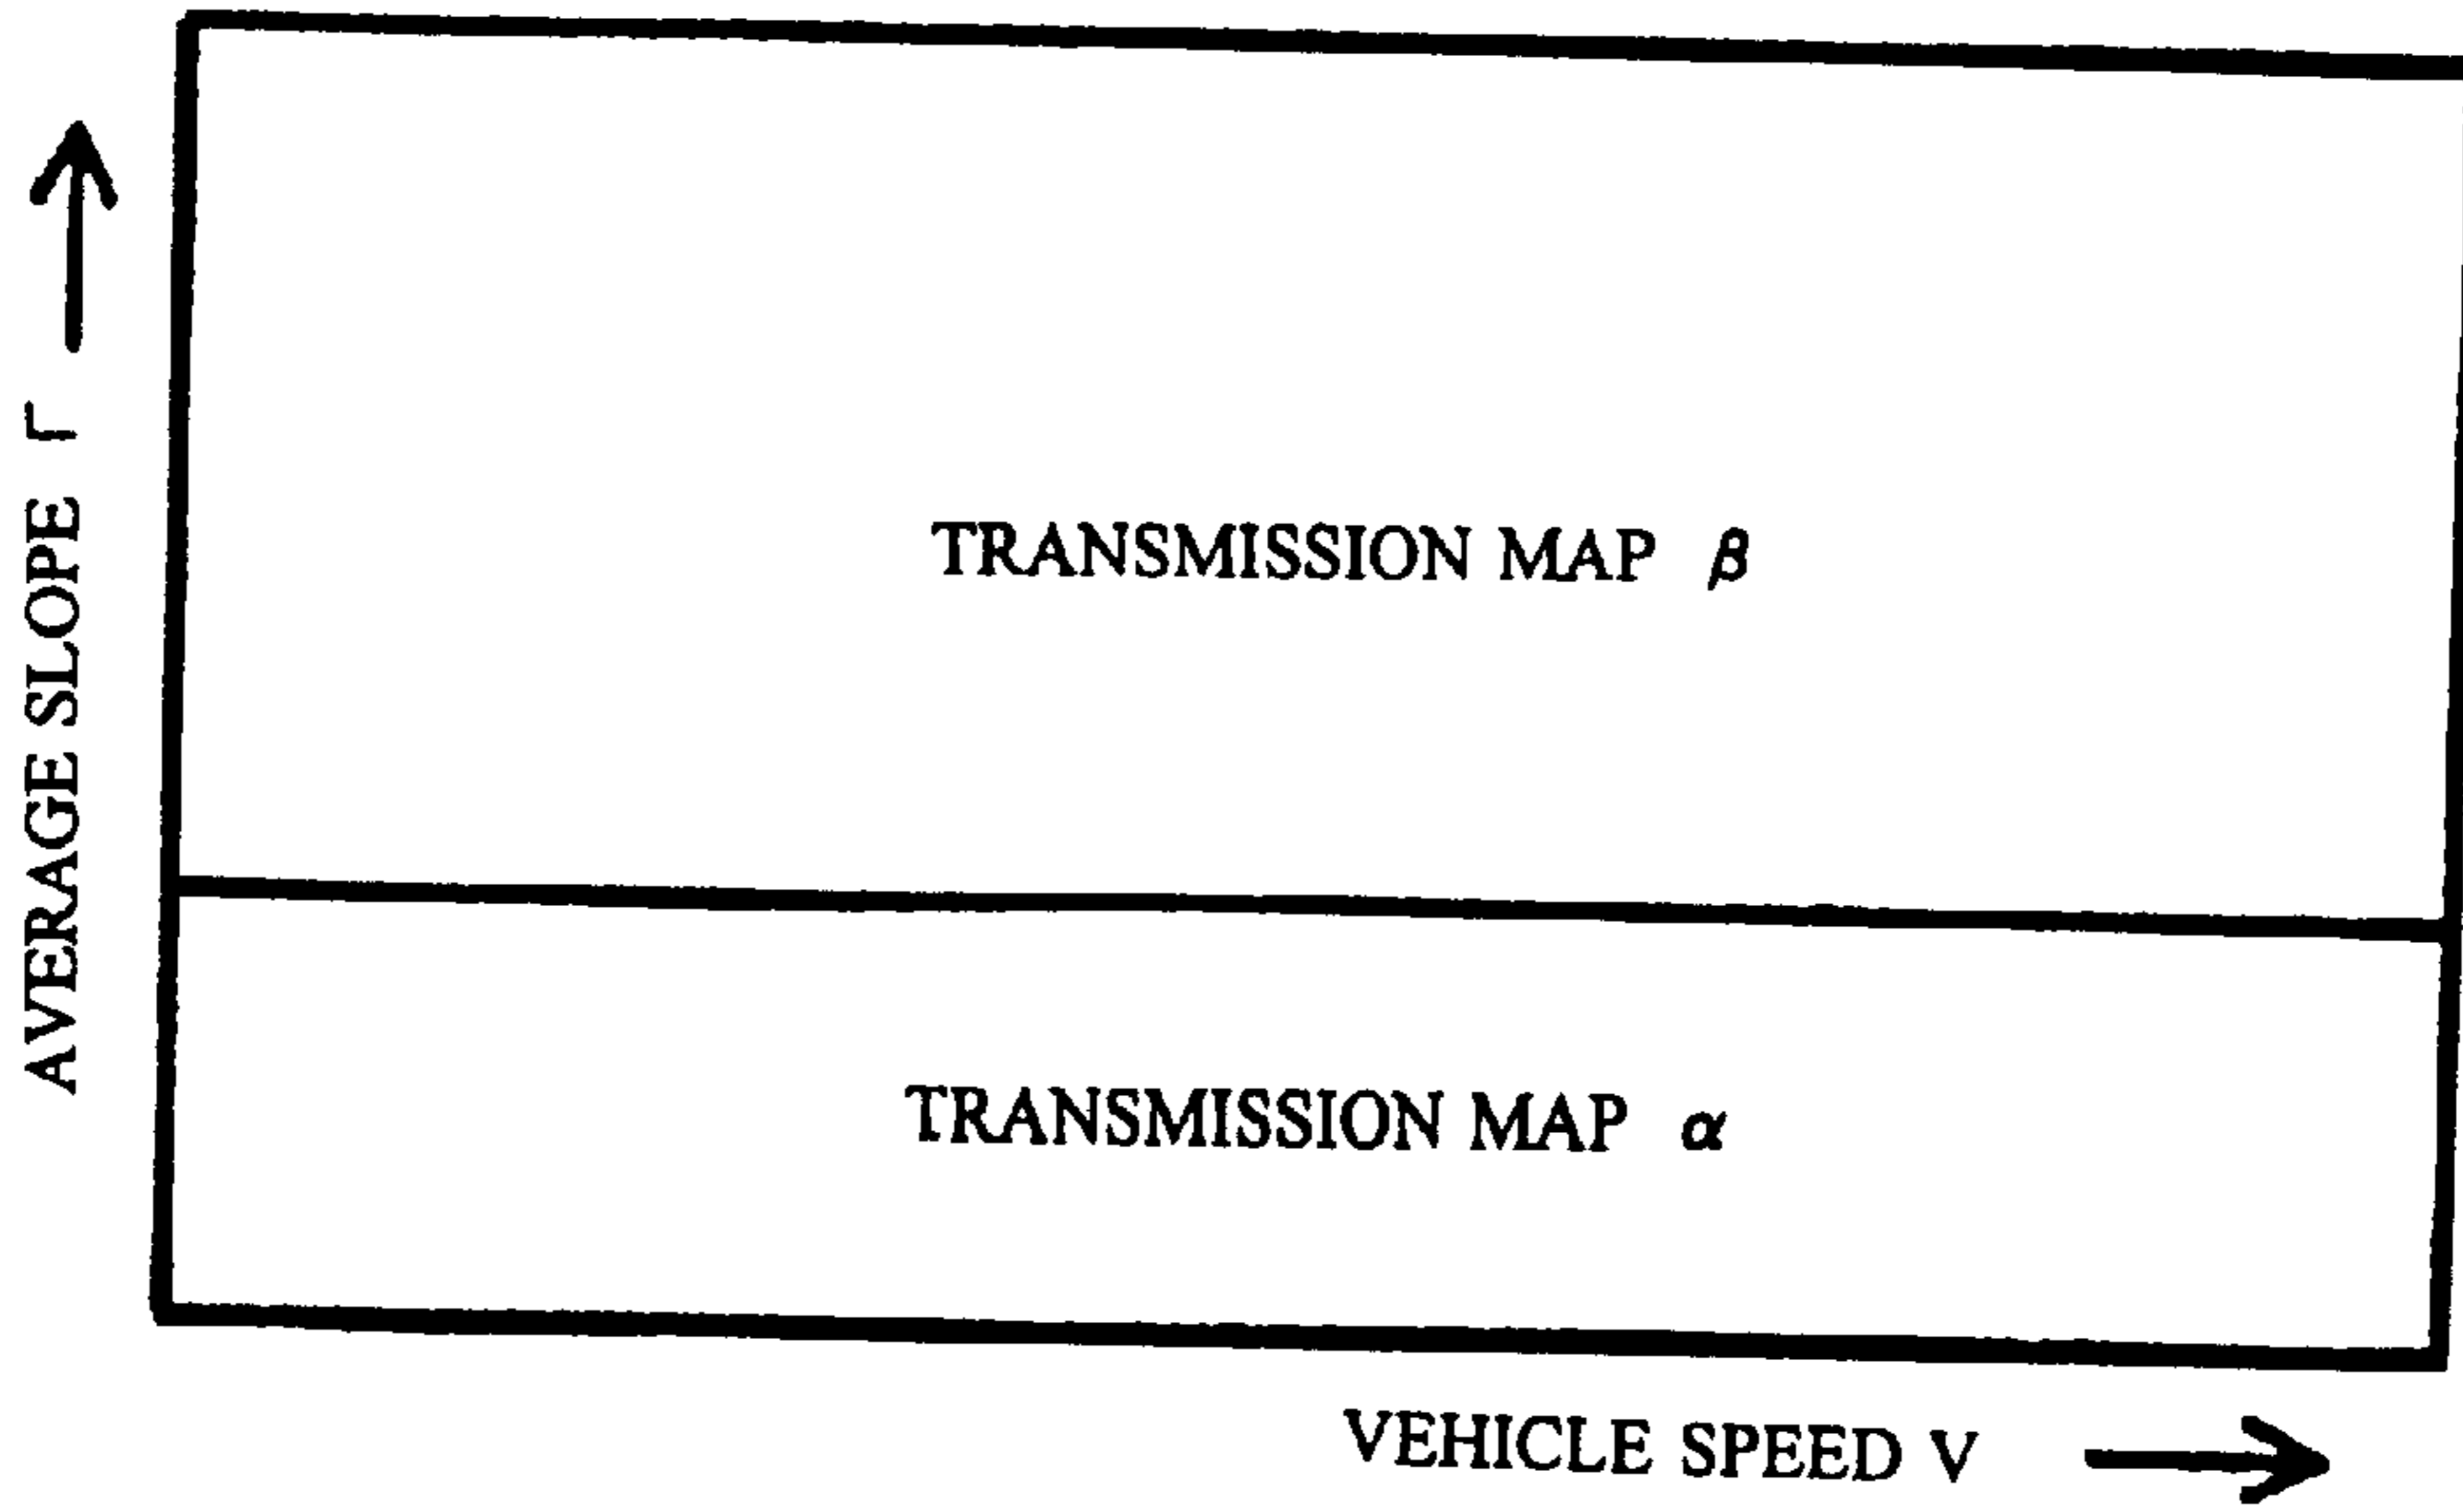 AVERAGE SLOPE Γ
TRANSMISSION MAP β
TRANSMISSION MAP α
VEHICLE SPEED V